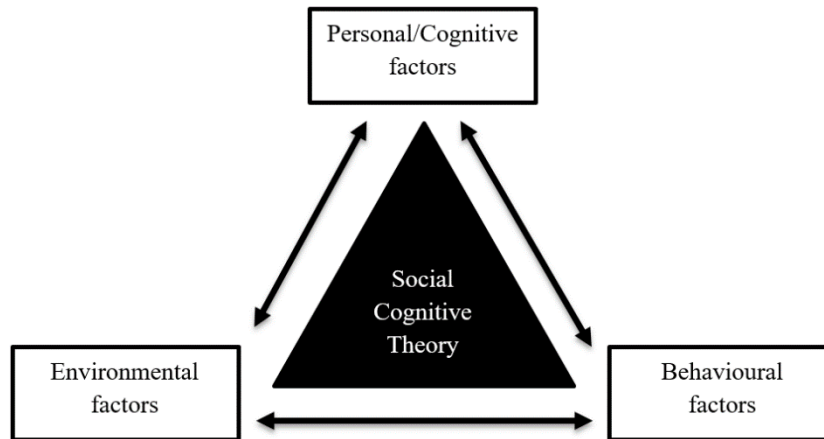 Personal/Cognitive
factors
Social
Cognitive
Theory
Environmental
factors
Behavioural
factors